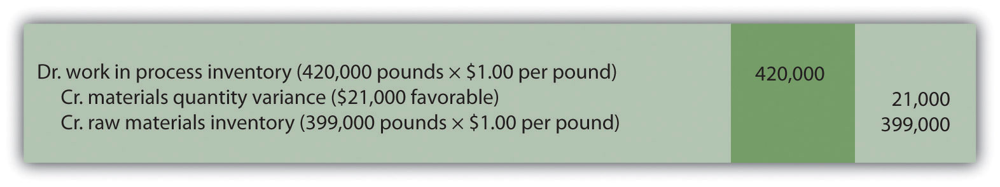 Dr. work in process inventory (420,000 pounds × $1.00 per pound) 420,000
Cr. materials quantity variance ($21,000 favorable) 21,000
Cr. raw materials inventory (399,000 pounds × $1.00 per pound) 399,000